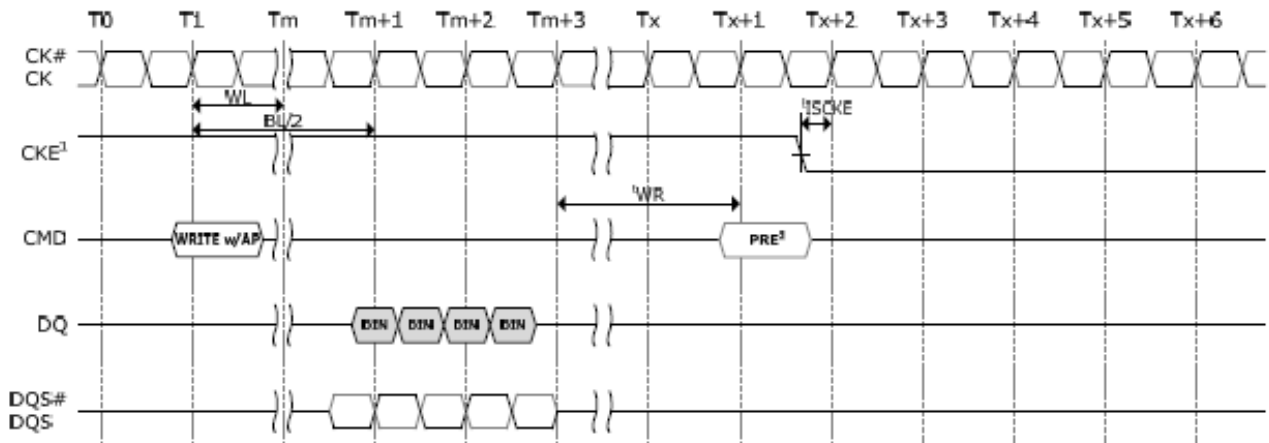 T0 T1 Tm Tm+1 Tm+2 Tm+3 Tx Tx+1 Tx+2 Tx+3 Tx+4 Tx+5 Tx+6
CK#
CK
WL
BL/2
tISCKE
CKE¹
tWR
CMD WRITE w/AP PRE³
DQ DIN DIN DIN DIN
DQS#
DQS